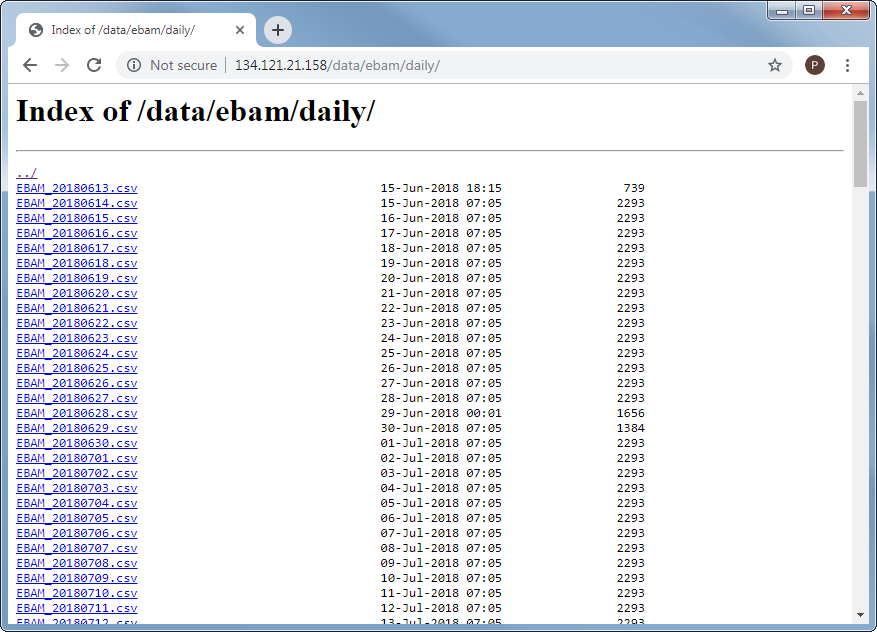 Index of /data/ebam/daily/
Not secure 134.121.21.158/data/ebam/daily/
P
Index of /data/ebam/daily/
../
EBAM_20180613.csv 15-Jun-2018 18:15 739
EBAM_20180614.csv 15-Jun-2018 07:05 2293
EBAM_20180615.csv 16-Jun-2018 07:05 2293
EBAM_20180616.csv 17-Jun-2018 07:05 2293
EBAM_20180617.csv 18-Jun-2018 07:05 2293
EBAM_20180618.csv 19-Jun-2018 07:05 2293
EBAM_20180619.csv 20-Jun-2018 07:05 2293
EBAM_20180620.csv 21-Jun-2018 07:05 2293
EBAM_20180621.csv 22-Jun-2018 07:05 2293
EBAM_20180622.csv 23-Jun-2018 07:05 2293
EBAM_20180623.csv 24-Jun-2018 07:05 2293
EBAM_20180624.csv 25-Jun-2018 07:05 2293
EBAM_20180625.csv 26-Jun-2018 07:05 2293
EBAM_20180626.csv 27-Jun-2018 07:05 2293
EBAM_20180627.csv 28-Jun-2018 07:05 2293
EBAM_20180628.csv 29-Jun-2018 00:01 1656
EBAM_20180629.csv 30-Jun-2018 07:05 1384
EBAM_20180630.csv 01-Jul-2018 07:05 2293
EBAM_20180701.csv 02-Jul-2018 07:05 2293
EBAM_20180702.csv 03-Jul-2018 07:05 2293
EBAM_20180703.csv 04-Jul-2018 07:05 2293
EBAM_20180704.csv 05-Jul-2018 07:05 2293
EBAM_20180705.csv 06-Jul-2018 07:05 2293
EBAM_20180706.csv 07-Jul-2018 07:05 2293
EBAM_20180707.csv 08-Jul-2018 07:05 2293
EBAM_20180708.csv 09-Jul-2018 07:05 2293
EBAM_20180709.csv 10-Jul-2018 07:05 2293
EBAM_20180710.csv 11-Jul-2018 07:05 2293
EBAM_20180711.csv 12-Jul-2018 07:05 2293
EBAM_20180712.csv 13-Jul-2018 07:05 2293